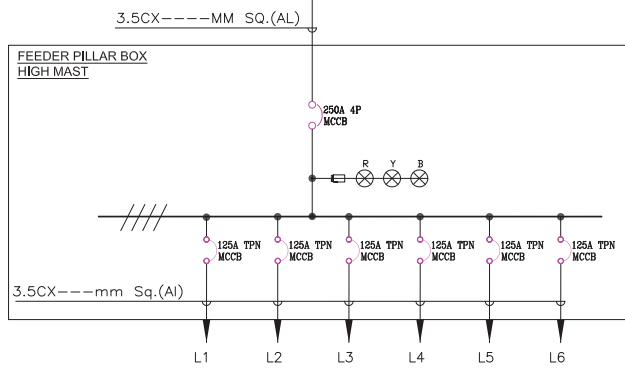 3.5CX----MM SQ.(AL)
FEEDER PILLAR BOX
HIGH MAST
250A 4P
MCCB
R Y B
125A TPN 125A TPN 125A TPN 125A TPN 125A TPN 125A TPN
MCCB MCCB MCCB MCCB MCCB MCCB
3.5CX---mm Sq.(Al)
L1 L2 L3 L4 L5 L6